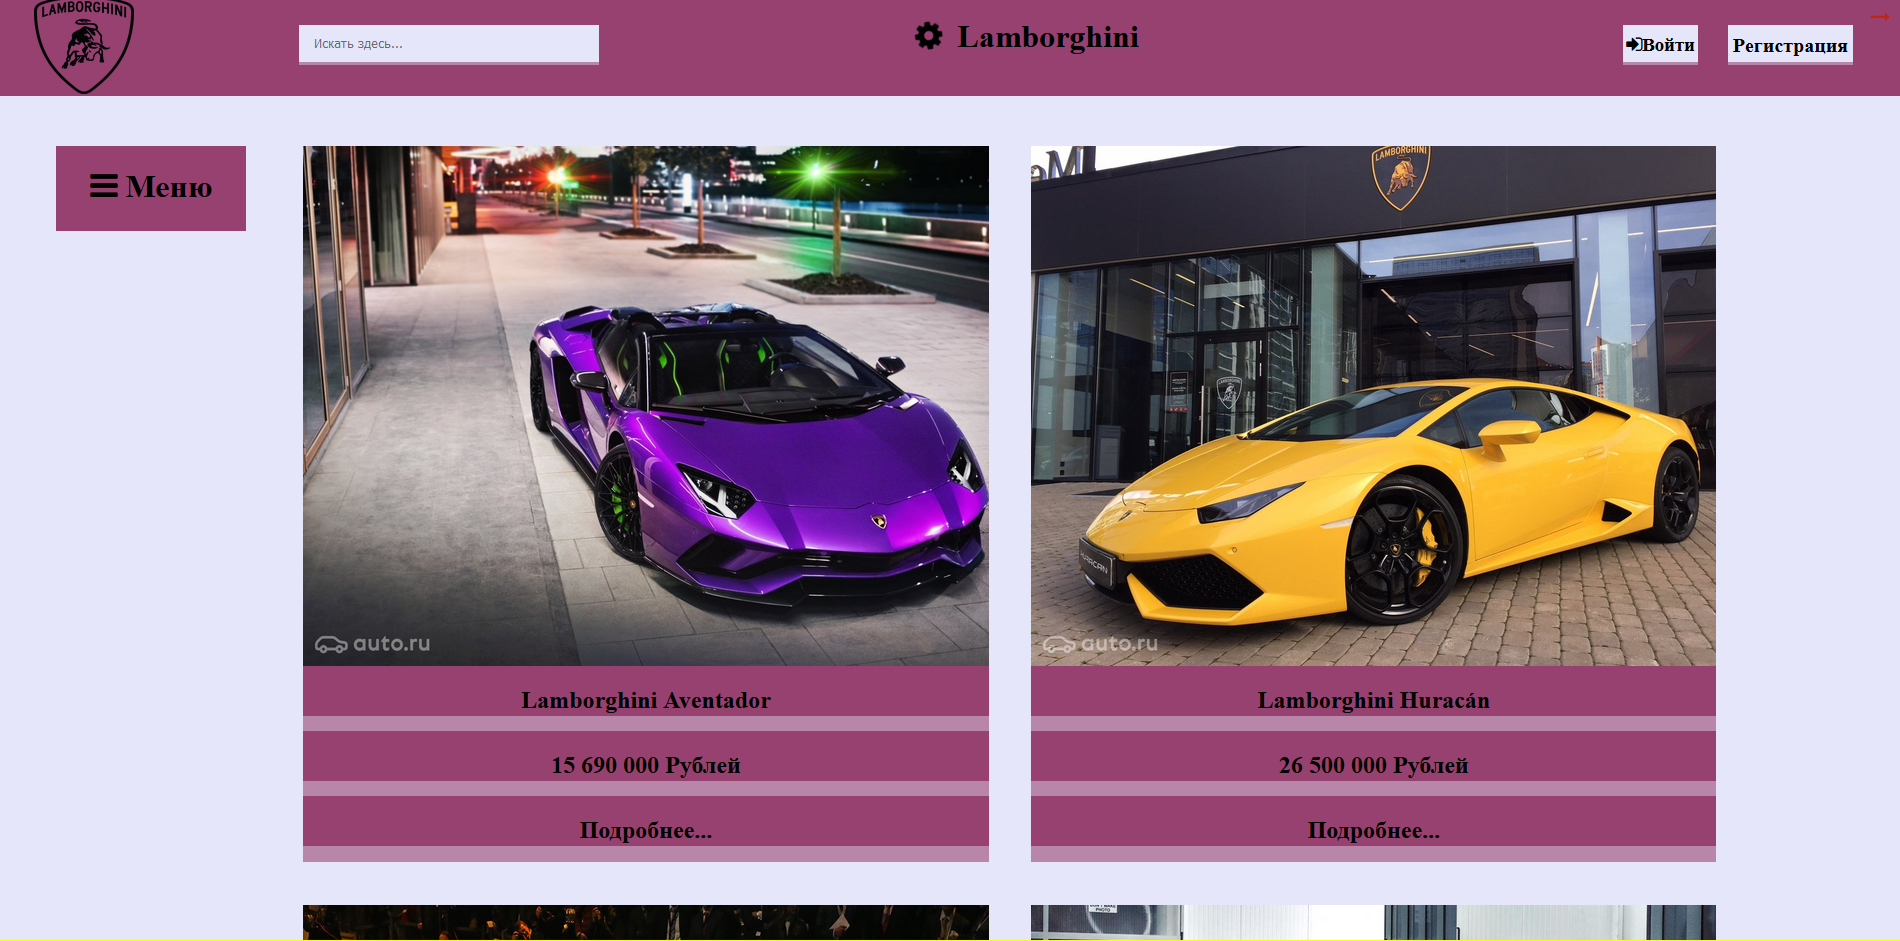 LAMBORGHINI
Искать здесь...
Lamborghini
Войти
Регистрация
Меню
LAMBORGHINI
HURACAN
auto.ru
auto.ru
Lamborghini Aventador
Lamborghini Huracán
15 690 000 Рублей
26 500 000 Рублей
Подробнее...
Подробнее...